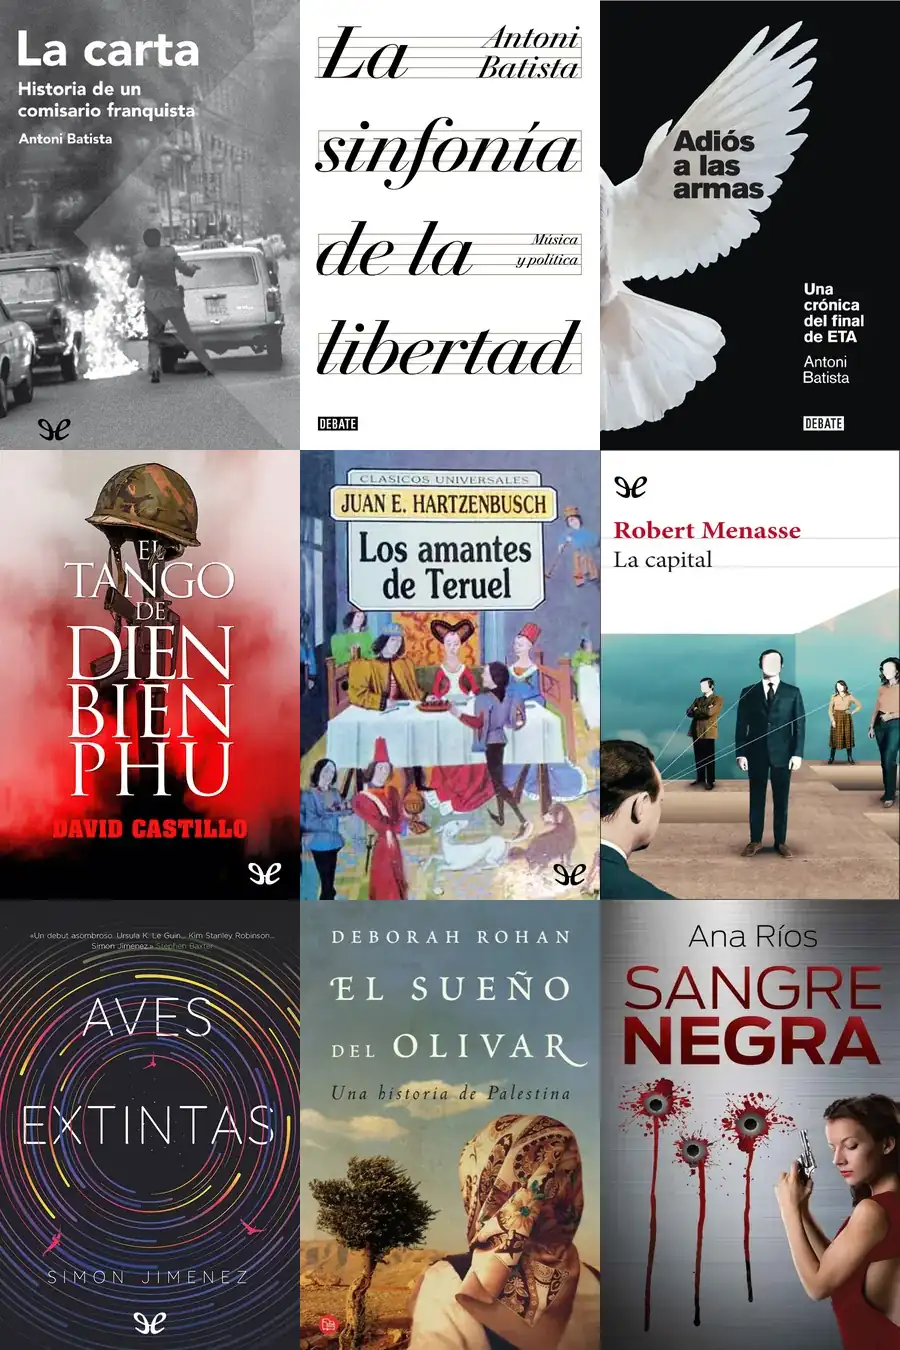 La carta
Historia de un
comisario franquista
Antoni Batista
La
Antoni
Batista
sinfonía
de la
Música
y política
libertad
DEBATE
Adiós
a las
armas
Una
crónica
del final
de ETA
Antoni
Batista
DEBATE
EL
TANGO
DE
DIEN
BIEN
PHU
DAVID CASTILLO
CLASICOS UNIVERSALES
JUAN E. HARTZENBUSCH
Los amantes
de Teruel
Robert Menasse
La capital
«Un debut asombroso. Ursula K. Le Guin... Kim Stanley Robinson...
Simon Jimenez.» Stephen Baxter
AVES
EXTINTAS
SIMON JIMENEZ
DEBORAH ROHAN
EL SUEÑO
DEL OLIVAR
Una historia de Palestina
Ana Ríos
SANGRE
NEGRA